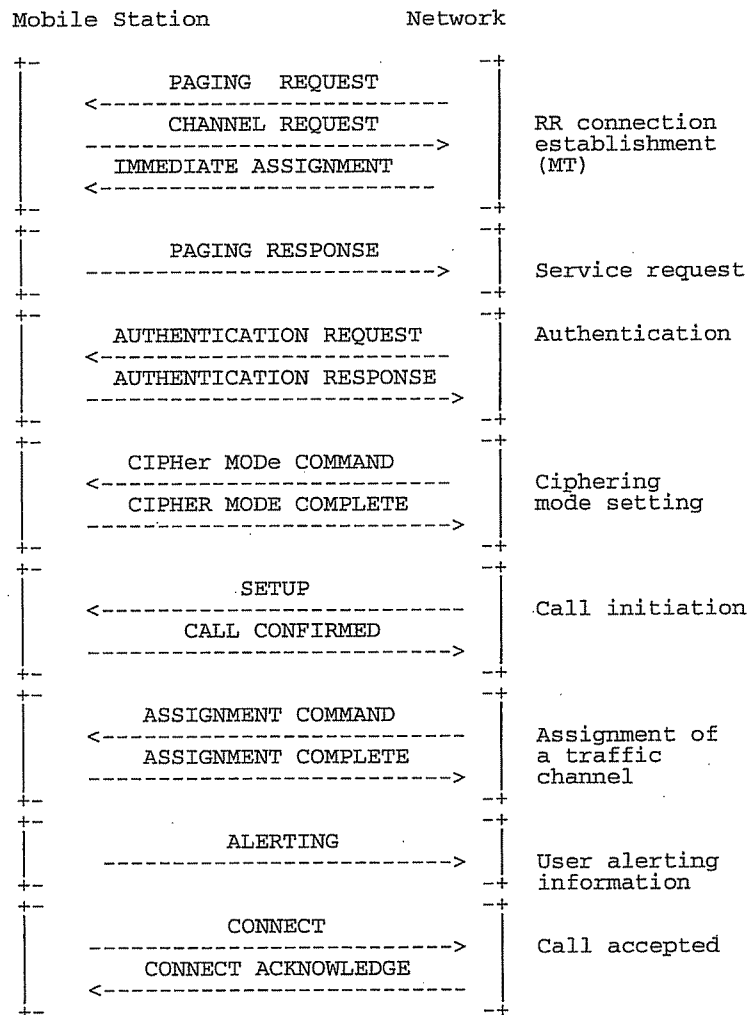 Mobile Station Network
PAGING REQUEST
CHANNEL REQUEST
IMMEDIATE ASSIGNMENT
RR connection
establishment
(MT)
PAGING RESPONSE
Service request
AUTHENTICATION REQUEST
AUTHENTICATION RESPONSE
Authentication
CIPHer MODe COMMAND
CIPHER MODE COMPLETE
Ciphering
mode setting
SETUP
CALL CONFIRMED
Call initiation
ASSIGNMENT COMMAND
ASSIGNMENT COMPLETE
Assignment of
a traffic
channel
ALERTING
User alerting
information
CONNECT
CONNECT ACKNOWLEDGE
Call accepted